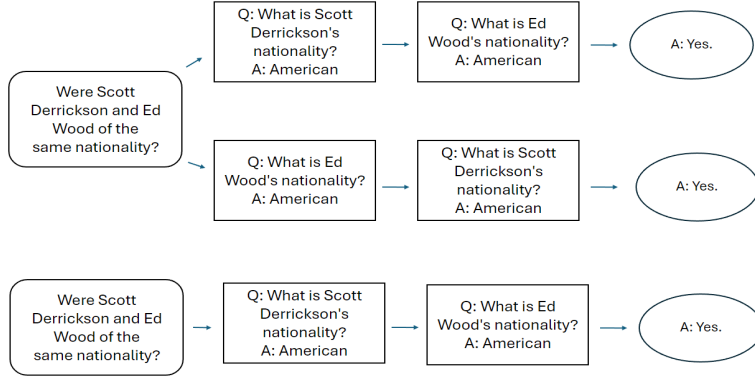 Were Scott
Derrickson and Ed
Wood of the
same nationality?
Q: What is Scott
Derrickson's
nationality?
A: American
Q: What is Ed
Wood's nationality?
A: American
A: Yes.
Q: What is Ed
Wood's nationality?
A: American
Q: What is Scott
Derrickson's
nationality?
A: American
A: Yes.
Were Scott
Derrickson and Ed
Wood of the
same nationality?
Q: What is Scott
Derrickson's
nationality?
A: American
Q: What is Ed
Wood's nationality?
A: American
A: Yes.